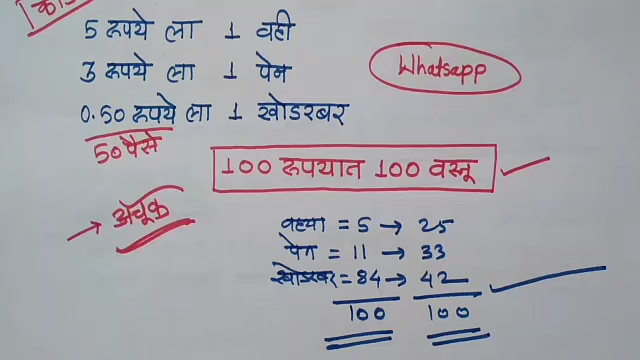 कोडे
5 रुपये ला 1 वही
3 रुपये ला 1 पेन
Whatsapp
0.50 रुपये ला 1 खोडरबर
50 पैसे
100 रुपयात 100 वस्तू
→ अचूक
वह्या = 5 → 25
पेन = 11 → 33
खोडरबर = 84 → 42
100 100